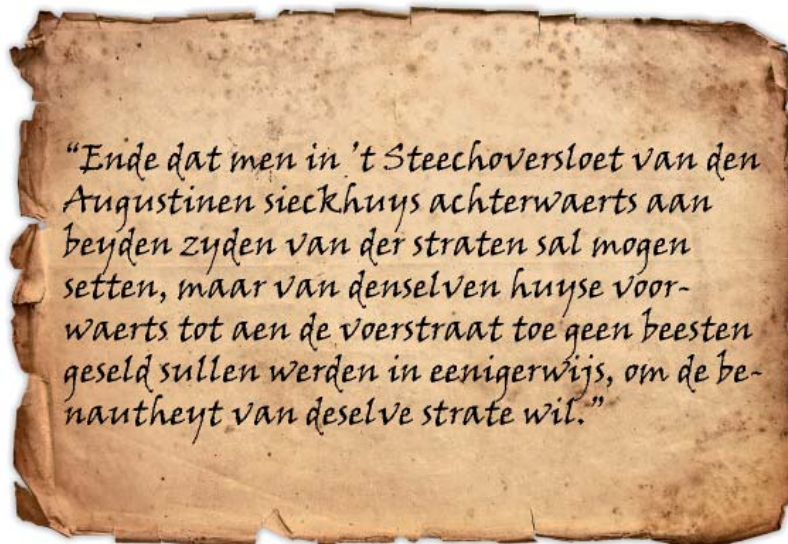 “Ende dat men in ’t Steechoversloet van den
Augustinen sieckhuys achterwaerts aan
beyden zyden van der straten sal mogen
setten, maar van denselven huyse voor-
waerts tot aen de voerstraat toe geen beesten
geseld sullen werden in eenigerwijs, om de be-
nautheyt van deselve strate wil.”